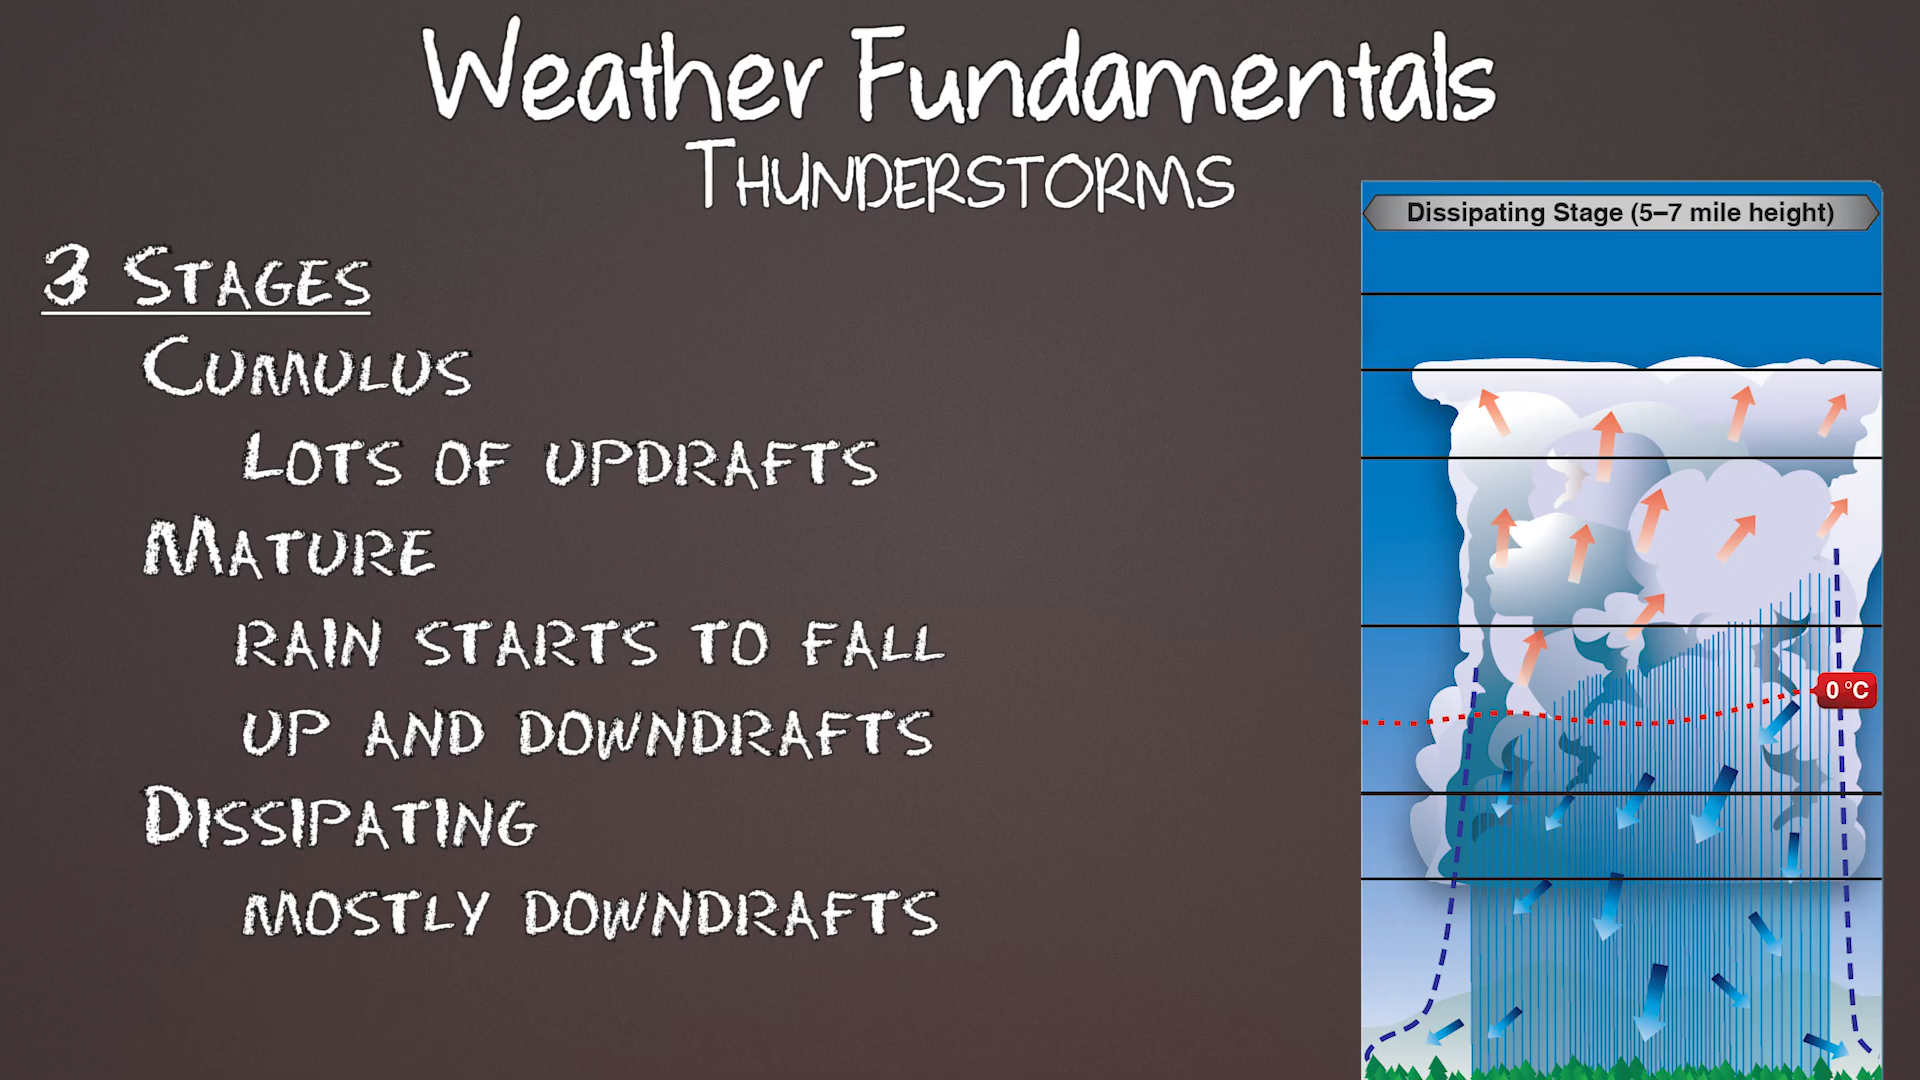 Weather Fundamentals
Thunderstorms
3 Stages
Cumulus
Lots of updrafts
Mature
rain starts to fall
up and downdrafts
Dissipating
mostly downdrafts
Dissipating Stage (5–7 mile height)
0 °C